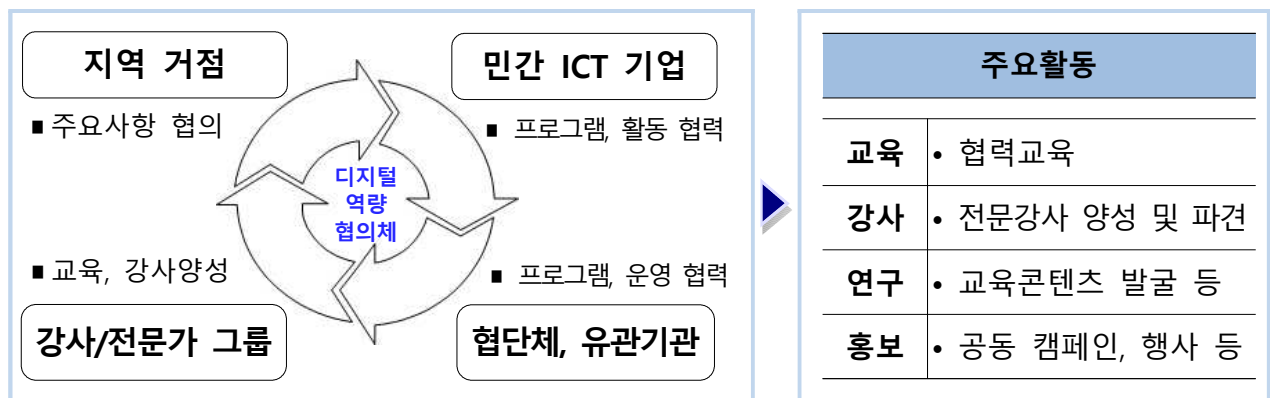 지역 거점
■ 주요사항 협의
민간 ICT 기업
■ 프로그램, 활동 협력
디지털
역량
협의체
■ 교육, 강사양성
강사/전문가 그룹
■ 프로그램, 운영 협력
협단체, 유관기관
주요활동
교육 • 협력교육
강사 • 전문강사 양성 및 파견
연구 • 교육콘텐츠 발굴 등
홍보 • 공동 캠페인, 행사 등